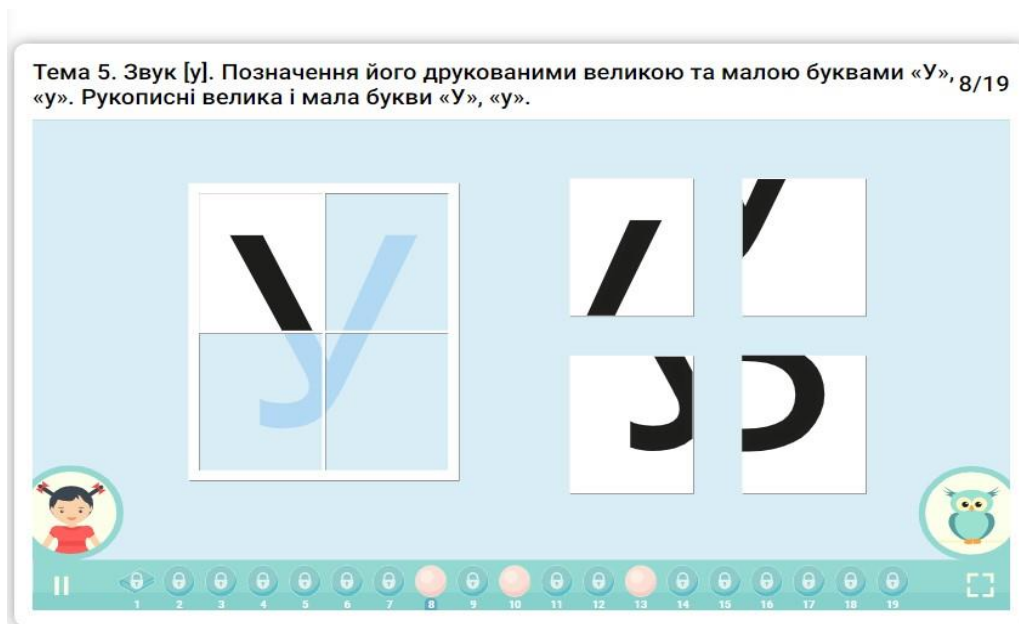 Тема 5. Звук [у]. Позначення його друкованими великою та малою буквами «У», 8/19
«у». Рукописні велика і мала букви «У», «у».
У
1 2 3 4 5 6 7 8 9 10 11 12 13 14 15 16 17 18 19